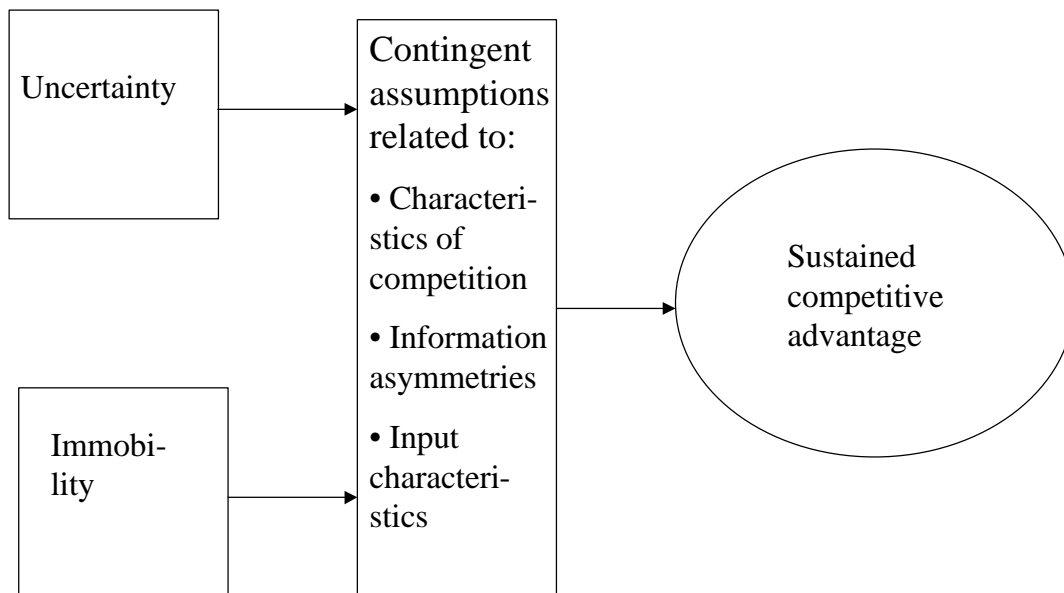 Uncertainty
Immobi-
lity
Contingent
assumptions
related to:
• Characteri-
stics of
competition
• Information
asymmetries
• Input
characteri-
stics
Sustained
competitive
advantage